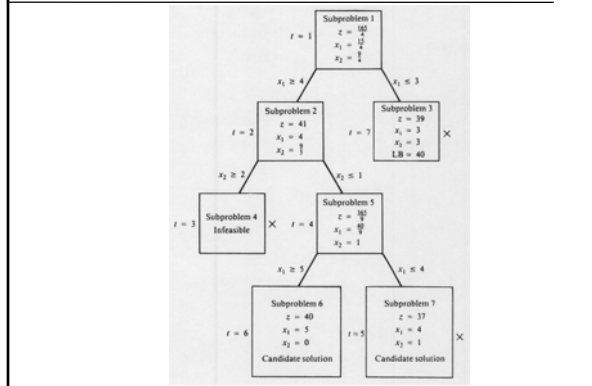 Subproblem 1
t = 1
z = 165/4
x₁ = 15/4
x₂ = 9/4
x₁ ≥ 4
x₁ ≤ 3
Subproblem 2
t = 2
z = 41
x₁ = 4
x₂ = 9/5
Subproblem 3
t = 7
z = 39
x₁ = 3
x₂ = 3
LB = 40
×
x₂ ≥ 2
x₂ ≤ 1
t = 3
Subproblem 4
Infeasible
×
Subproblem 5
t = 4
z = 365/9
x₁ = 40/9
x₂ = 1
x₁ ≥ 5
x₁ ≤ 4
Subproblem 6
t = 6
z = 40
x₁ = 5
x₂ = 0
Candidate solution
Subproblem 7
t = 5
z = 37
x₁ = 4
x₂ = 1
Candidate solution
×